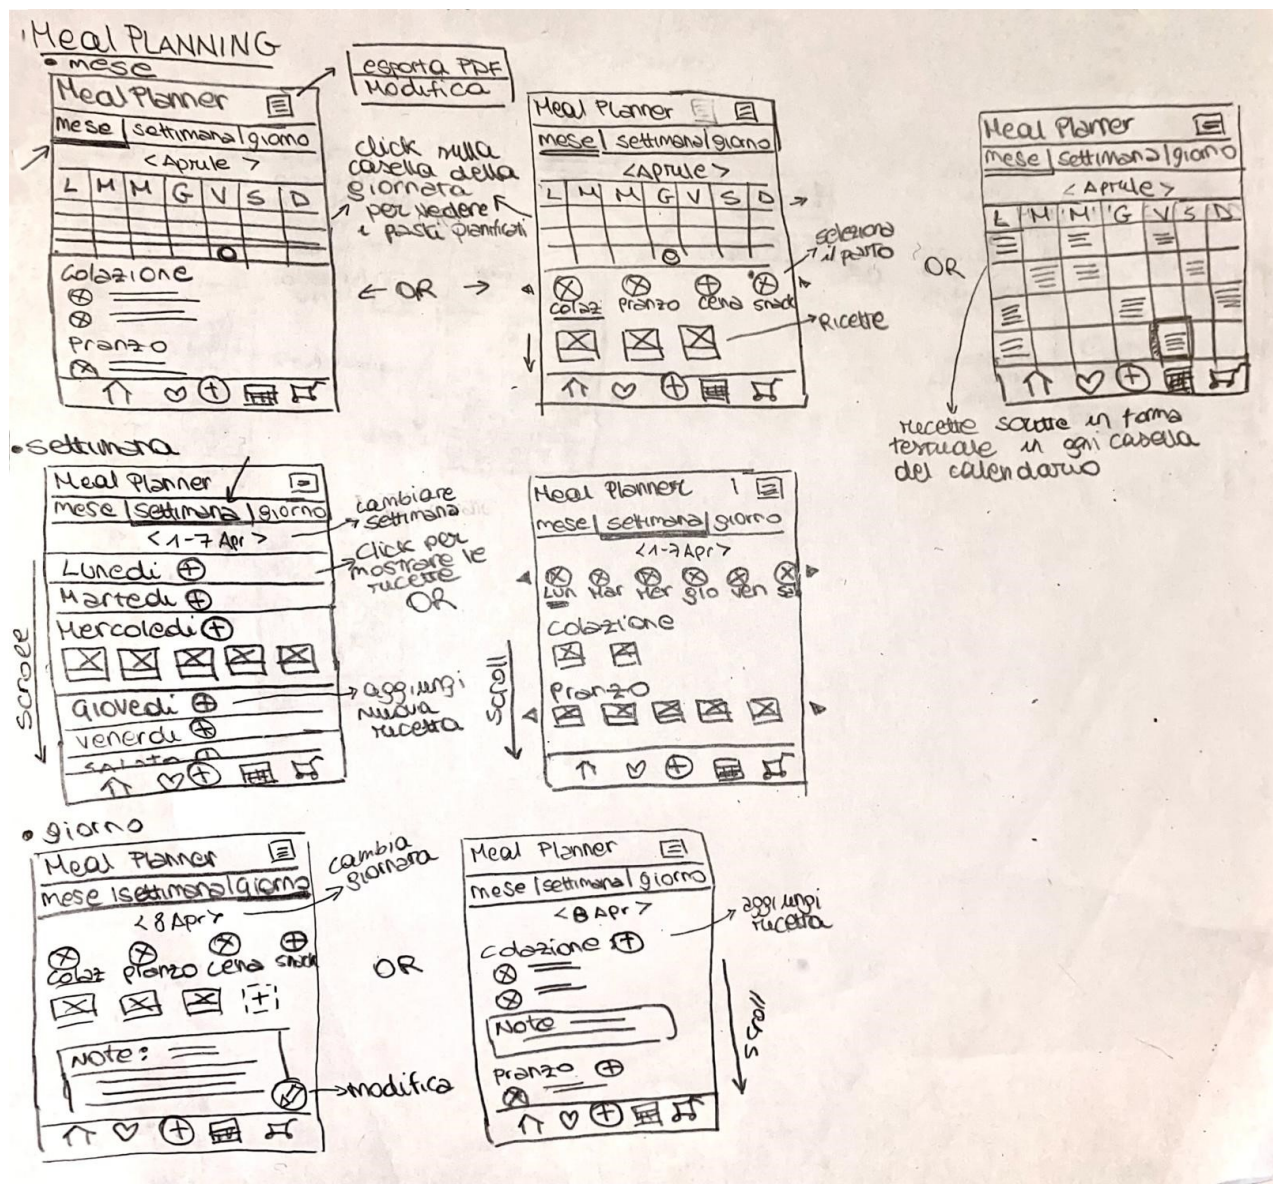 Meal PLANNING
• mese
Meal Planner
mese | settimana | giorno
< Aprile >
L M M G V S D
Colazione
Pranzo
esporta PDF
Modifica
click sulla
casella della
giornata
per vedere
i pasti pianificati
← OR →
Meal Planner
mese | settimana | giorno
< Aprile >
L M M G V S D
Colaz Pranzo Cena snack
seleziona
il pasto
Ricette
OR
Meal Planner
mese | settimana | giorno
< Aprile >
L M M G V S D
ricette scritte in forma
testuale in ogni casella
del calendario
• settimana
Meal Planner
mese | settimana | giorno
< 1-7 Apr >
Lunedi +
Martedi +
Mercoledi +
Giovedi +
venerdi +
Scroll
cambiare
settimana
Click per
mostrare le
ricette
OR
aggiungi
nuova
ricetta
Meal Planner
mese | settimana | giorno
< 1-7 Apr >
Lun Mar Mer gio Ven Sa
Colazione
Pranzo
Scroll
• giorno
Meal Planner
mese | settimana | giorno
< 8 Apr >
Colaz pranzo cena snack
Note:
cambia
giornata
OR
modifica
Meal Planner
mese | settimana | giorno
< 8 Apr >
Colazione +
Note
pranzo +
aggiungi
ricetta
scroll